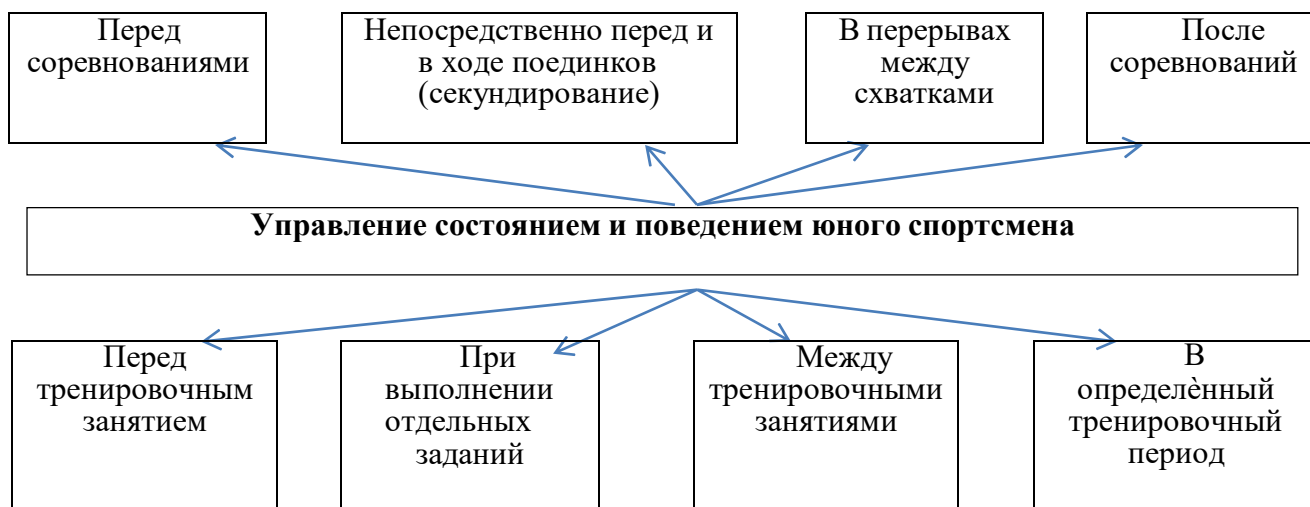 Перед
соревнованиями
Непосредственно перед и
в ходе поединков
(секундирование)
В перерывах
между
схватками
После
соревнований
Управление состоянием и поведением юного спортсмена
Перед
тренировочным
занятием
При
выполнении
отдельных
заданий
Между
тренировочными
занятиями
В
определѐнный
тренировочный
период